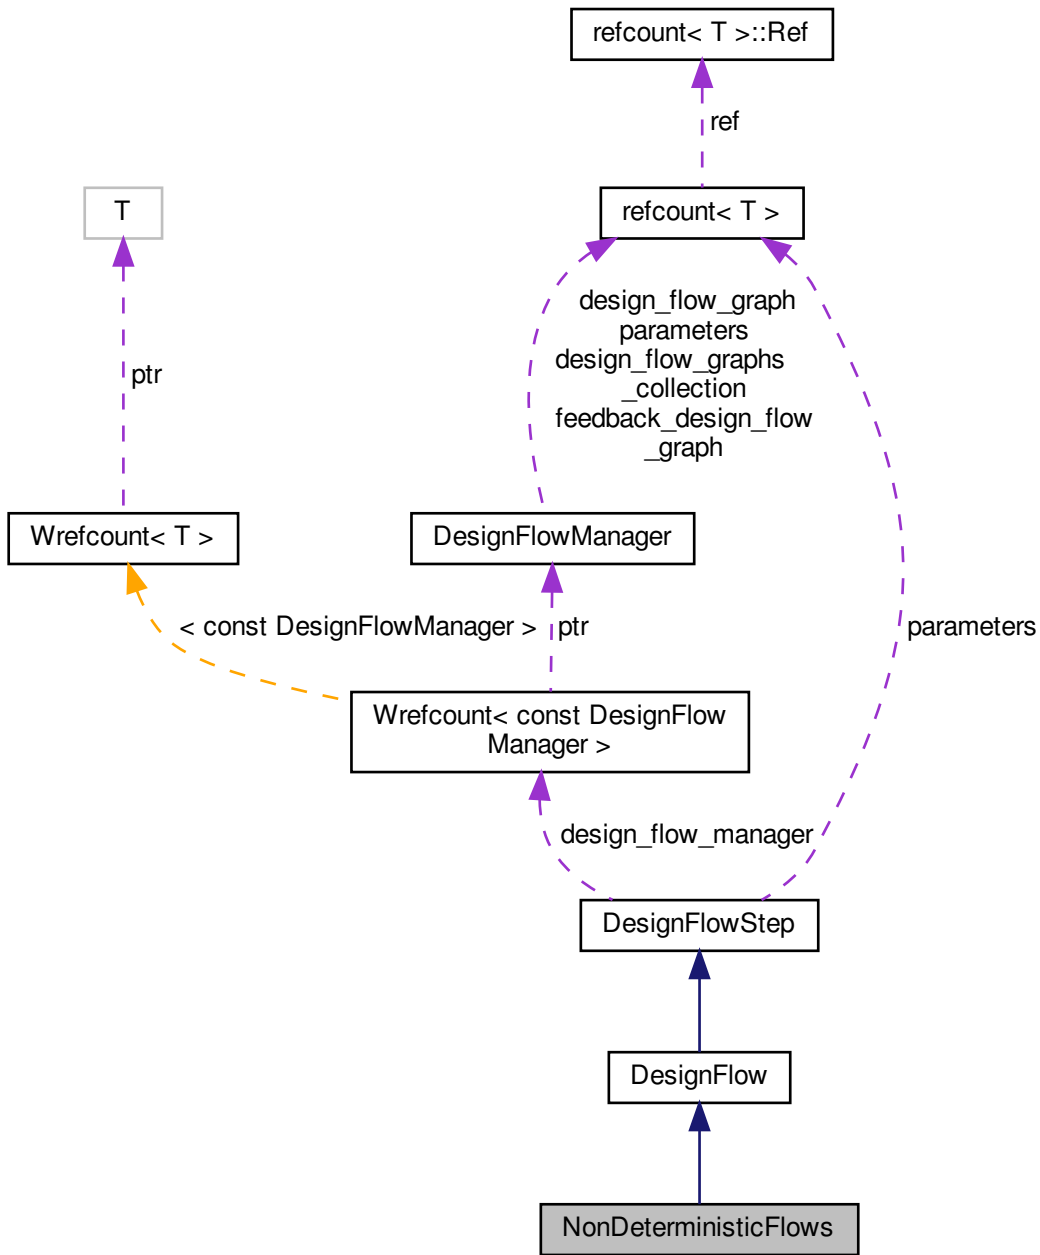 refcount< T >::Ref
ref
T
refcount< T >
design_flow_graph
parameters
design_flow_graphs
_collection
feedback_design_flow
_graph
ptr
Wrefcount< T >
DesignFlowManager
< const DesignFlowManager >
ptr
parameters
Wrefcount< const DesignFlow
Manager >
design_flow_manager
DesignFlowStep
DesignFlow
NonDeterministicFlows